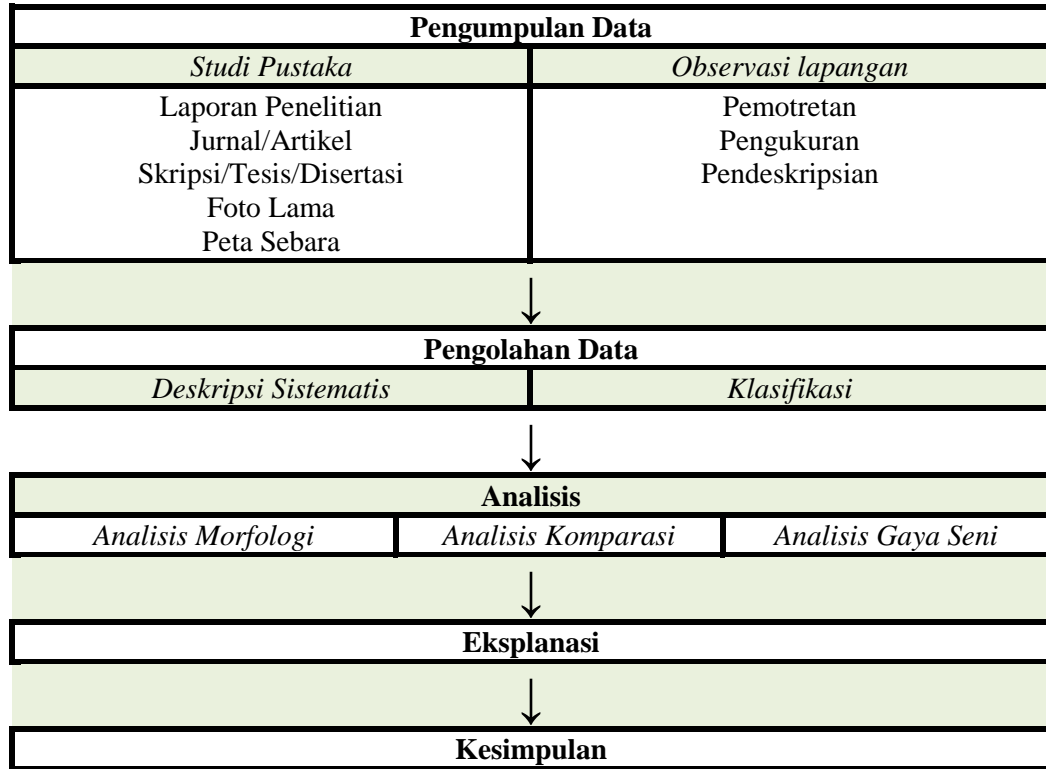 Pengumpulan Data
Studi Pustaka
Observasi lapangan
Laporan Penelitian
Jurnal/Artikel
Skripsi/Tesis/Disertasi
Foto Lama
Peta Sebara
Pemotretan
Pengukuran
Pendeskripsian
↓
Pengolahan Data
Deskripsi Sistematis
Klasifikasi
↓
Analisis
Analisis Morfologi
Analisis Komparasi
Analisis Gaya Seni
↓
Eksplanasi
↓
Kesimpulan